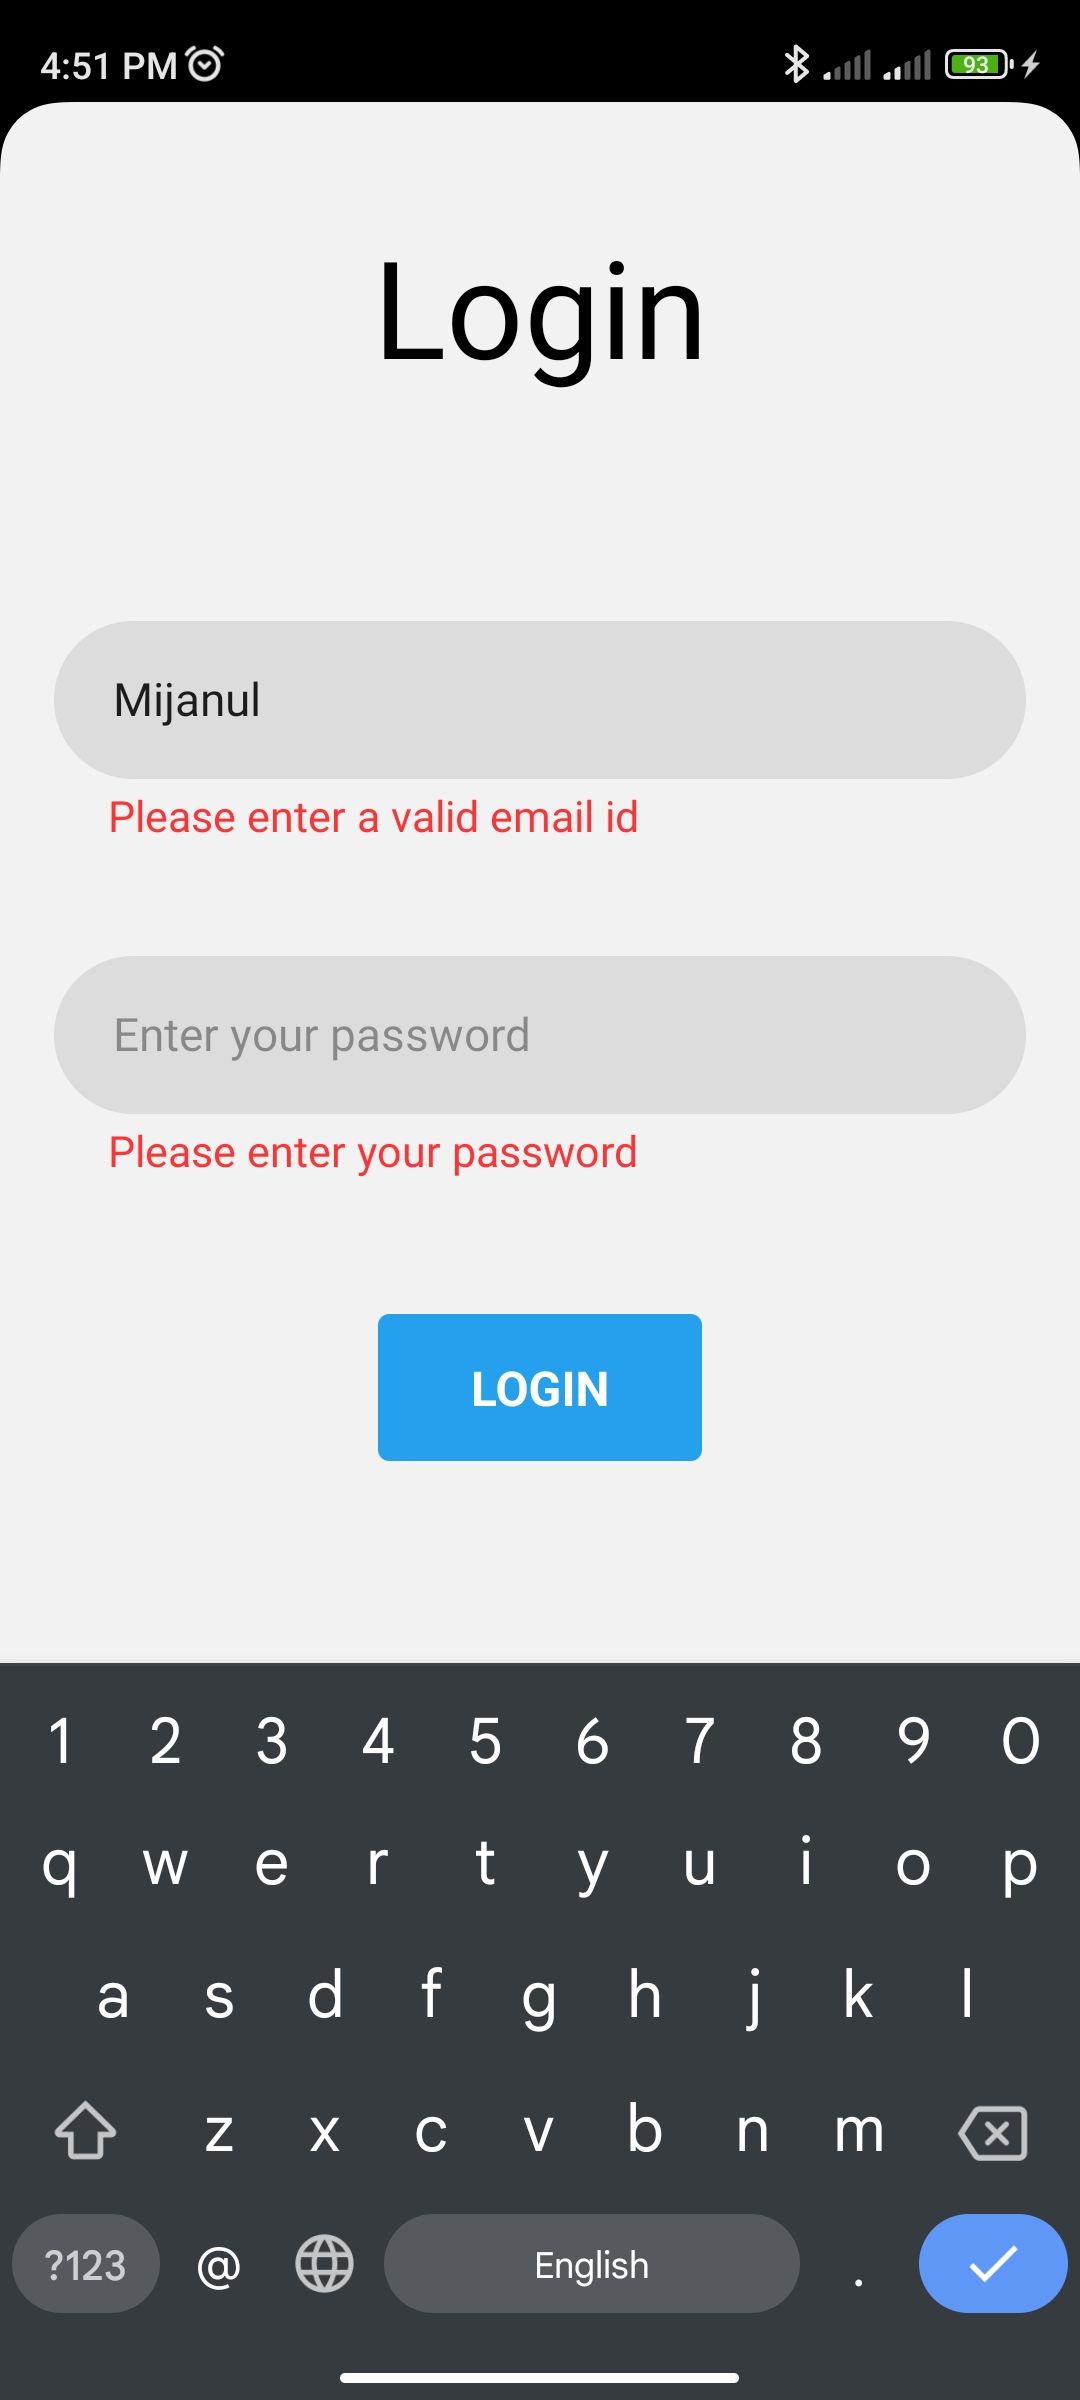 4:51 PM
93
Login
Mijanul
Please enter a valid email id
Enter your password
Please enter your password
LOGIN
1 2 3 4 5 6 7 8 9 0
q w e r t y u i o p
a s d f g h j k l
z x c v b n m
?123 @ English .